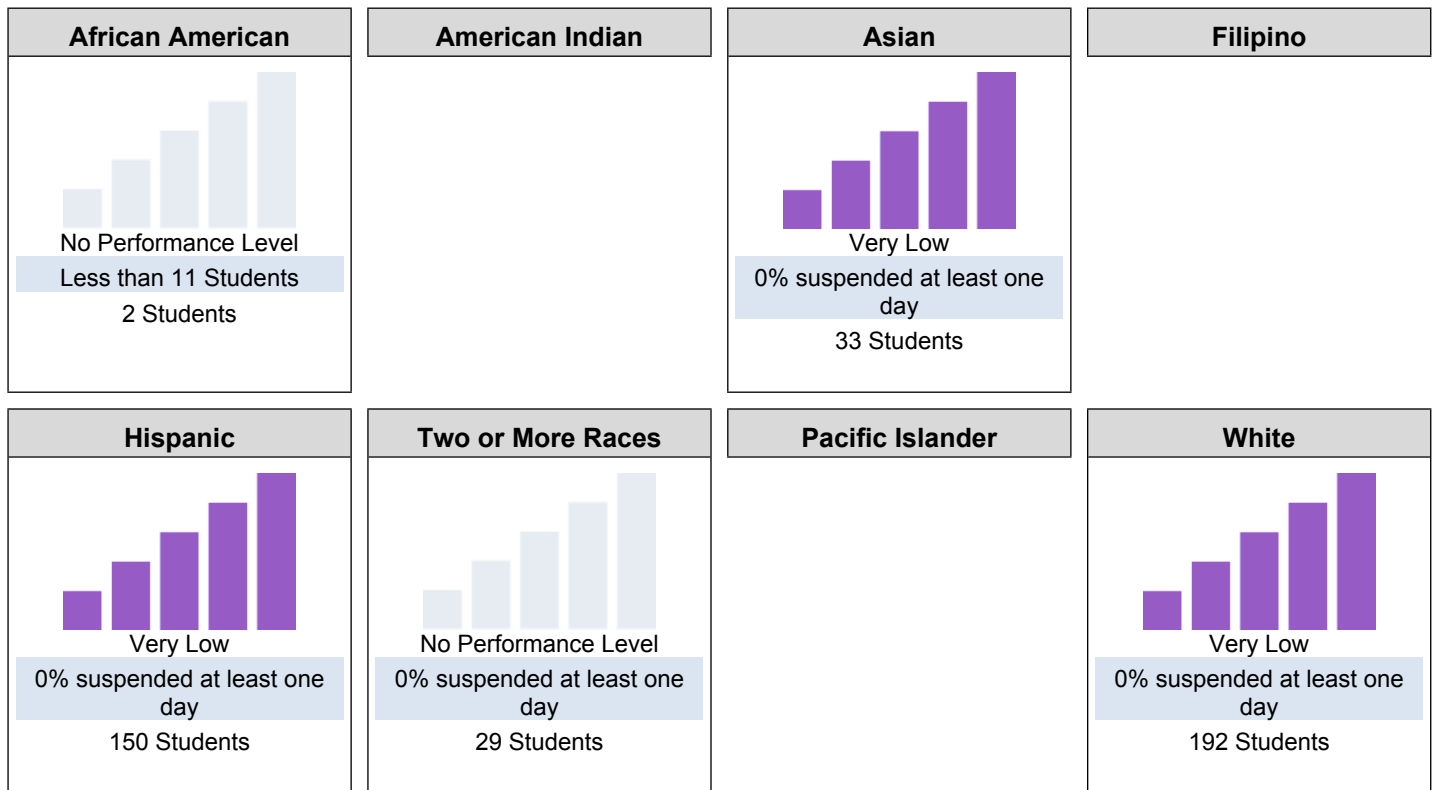 African American
No Performance Level
Less than 11 Students
2 Students
American Indian
Asian
Very Low
0% suspended at least one
day
33 Students
Filipino
Hispanic
Very Low
0% suspended at least one
day
150 Students
Two or More Races
No Performance Level
0% suspended at least one
day
29 Students
Pacific Islander
White
Very Low
0% suspended at least one
day
192 Students